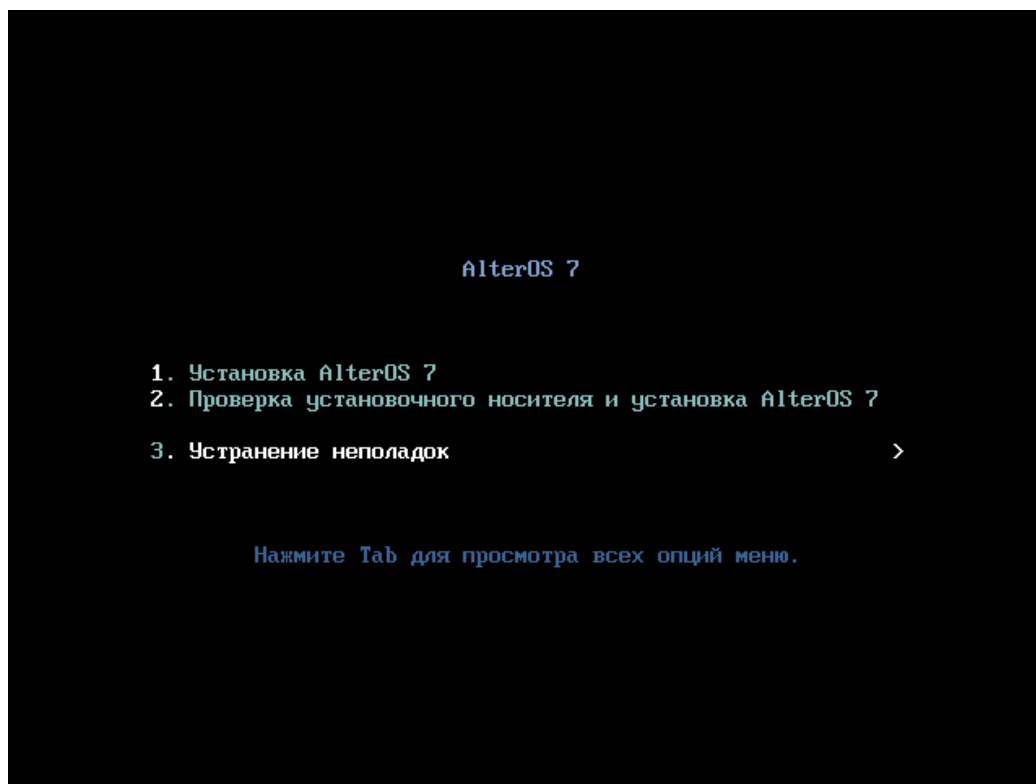 AlterOS 7
1. Установка AlterOS 7
2. Проверка установочного носителя и установка AlterOS 7
3. Устранение неполадок >
Нажмите Tab для просмотра всех опций меню.